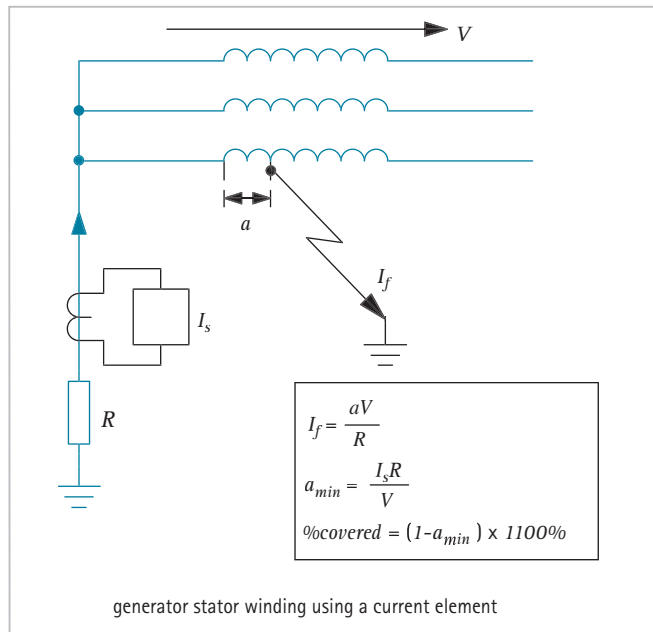 V
a
I_f
I_s
R
I_f = aV / R
a_min = I_sR / V
%covered = (1-a_min) x 1100%
generator stator winding using a current element